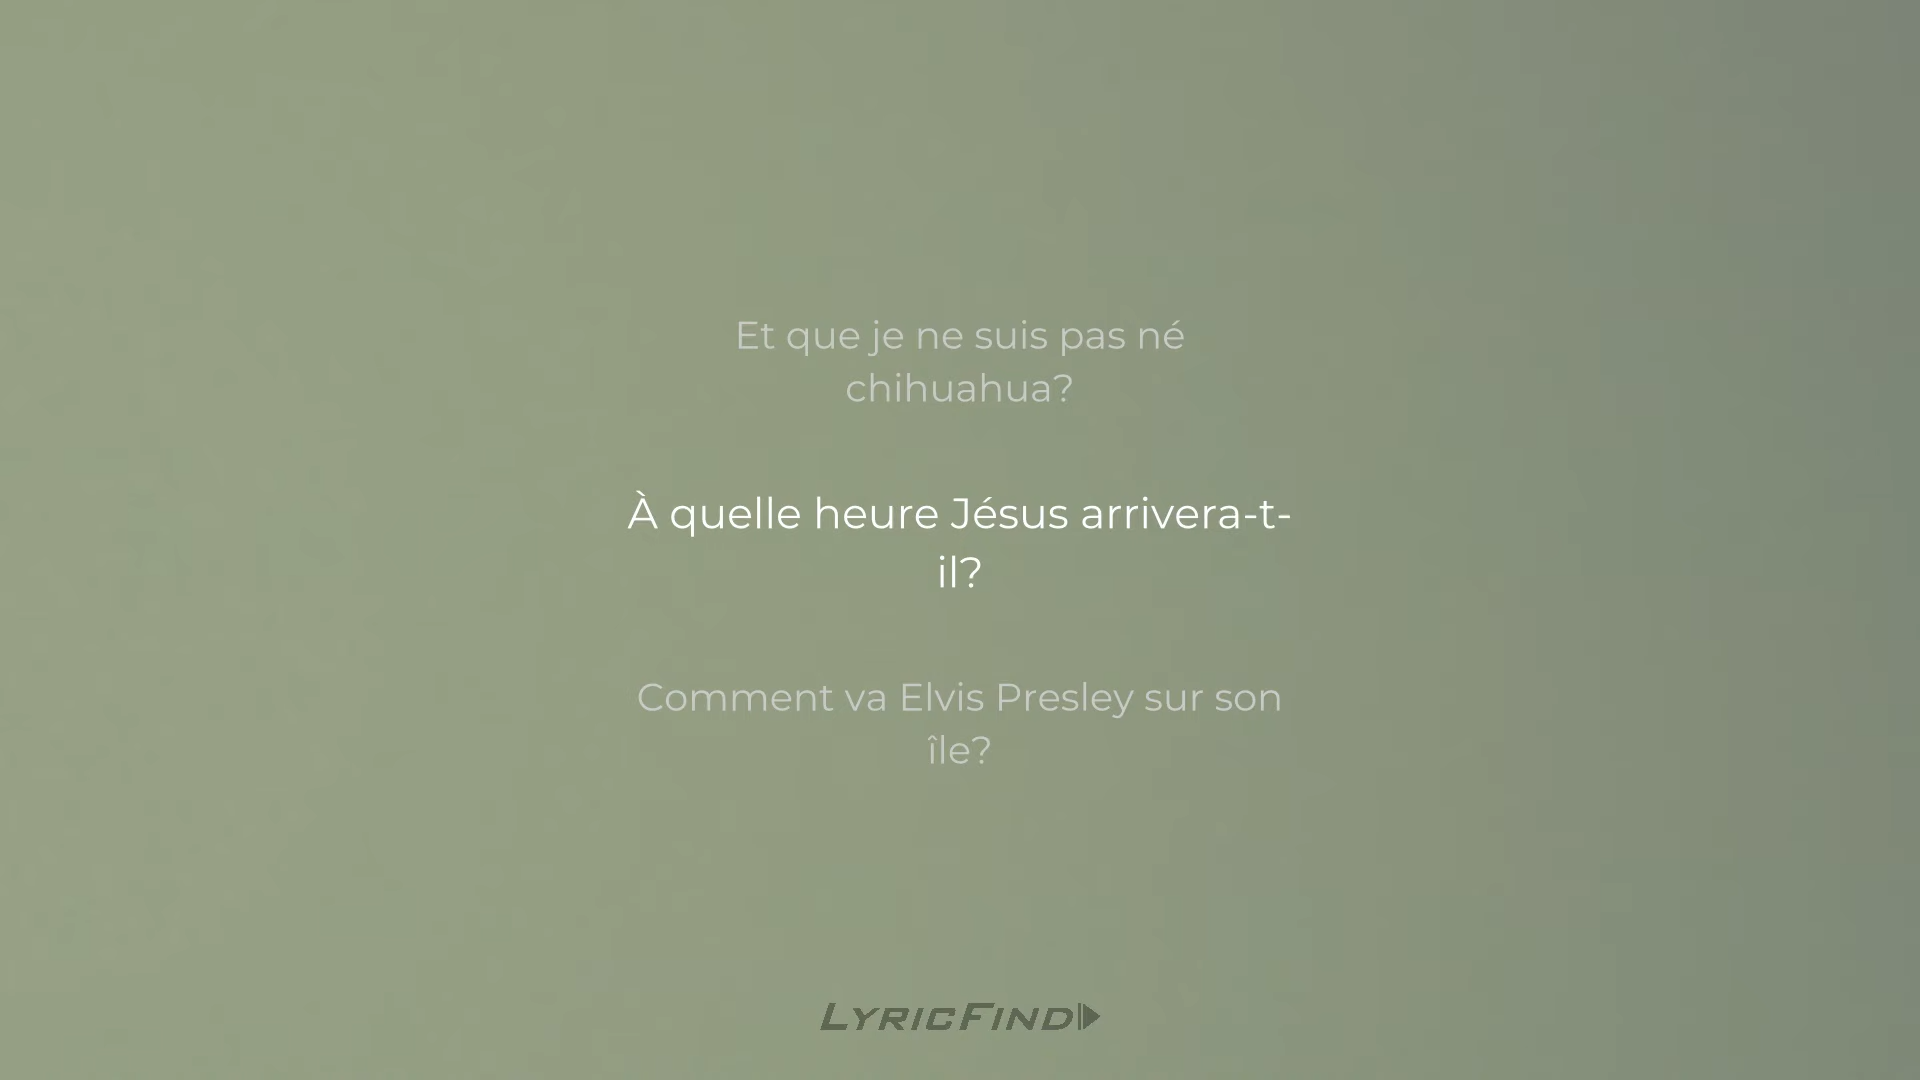 Et que je ne suis pas né
chihuahua?
À quelle heure Jésus arrivera-t-
il?
Comment va Elvis Presley sur son
île?
LYRICFIND